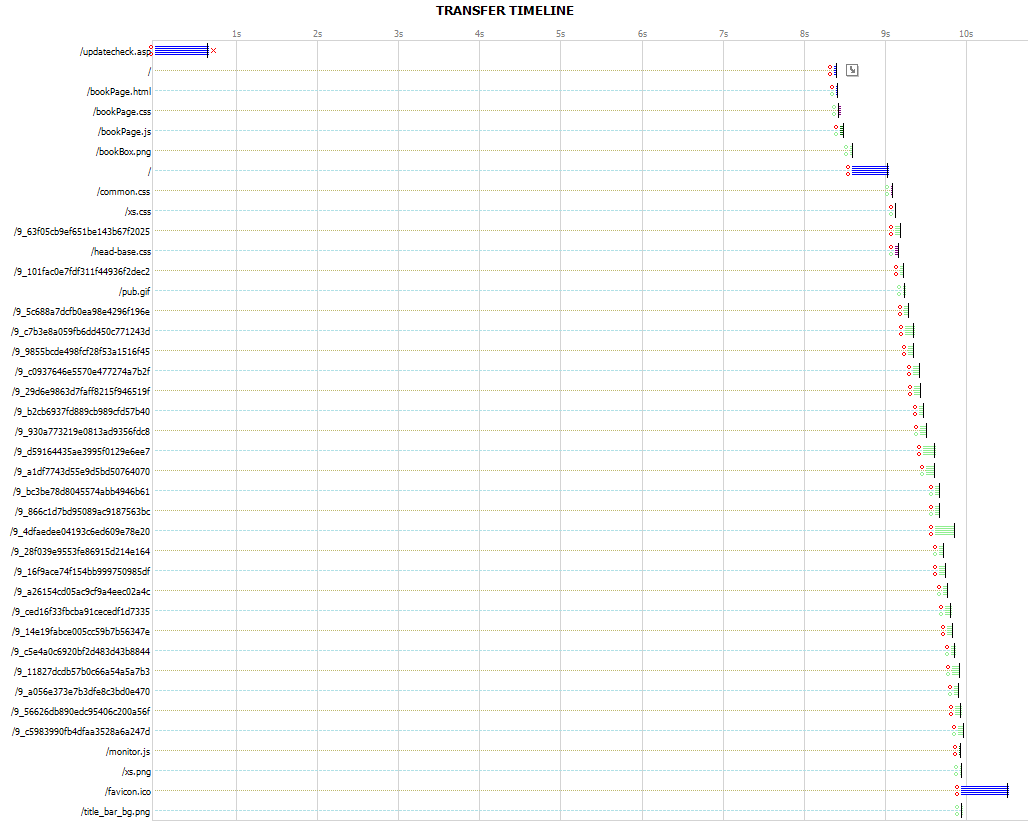 TRANSFER TIMELINE
1s 2s 3s 4s 5s 6s 7s 8s 9s 10s
/updatecheck.asp
/
/bookPage.html
/bookPage.css
/bookPage.js
/bookBox.png
/
/common.css
/xs.css
/9_63f05cb9ef651be143b67f2025
/head-base.css
/9_101fac0e7fdf311f44936f2dec2
/pub.gif
/9_5c688a7dcfb0ea98e4296f196e
/9_c7b3e8a059fb6dd450c771243d
/9_9855bcde498fcf28f53a1516f45
/9_c0937646e5570e477274a7b2f
/9_29d6e9863d7faff8215f946519f
/9_b2cb6937fd889cb989cfd57b40
/9_930a773219e0813ad9356fdc8
/9_d59164435ae3995f0129e6ee7
/9_a1df7743d55e9d5bd50764070
/9_bc3be78d8045574abb4946b61
/9_866c1d7bd95089ac9187563bc
/9_4dfaedee04193c6ed609e78e20
/9_28f039e9553fe86915d214e164
/9_16f9ace74f154bb999750985df
/9_a26154cd05ac9cf9a4eec02a4c
/9_ced16f33fbcba91cecedf1d7335
/9_14e19fabce005cc59b7b56347e
/9_c5e4a0c6920bf2d483d43b8844
/9_11827dcdb57b0c66a54a5a7b3
/9_a056e373e7b3dfe8c3bd0e470
/9_56626db890edc95406c200a56f
/9_c5983990fb4dfaa3528a6a247d
/monitor.js
/xs.png
/favicon.ico
/title_bar_bg.png